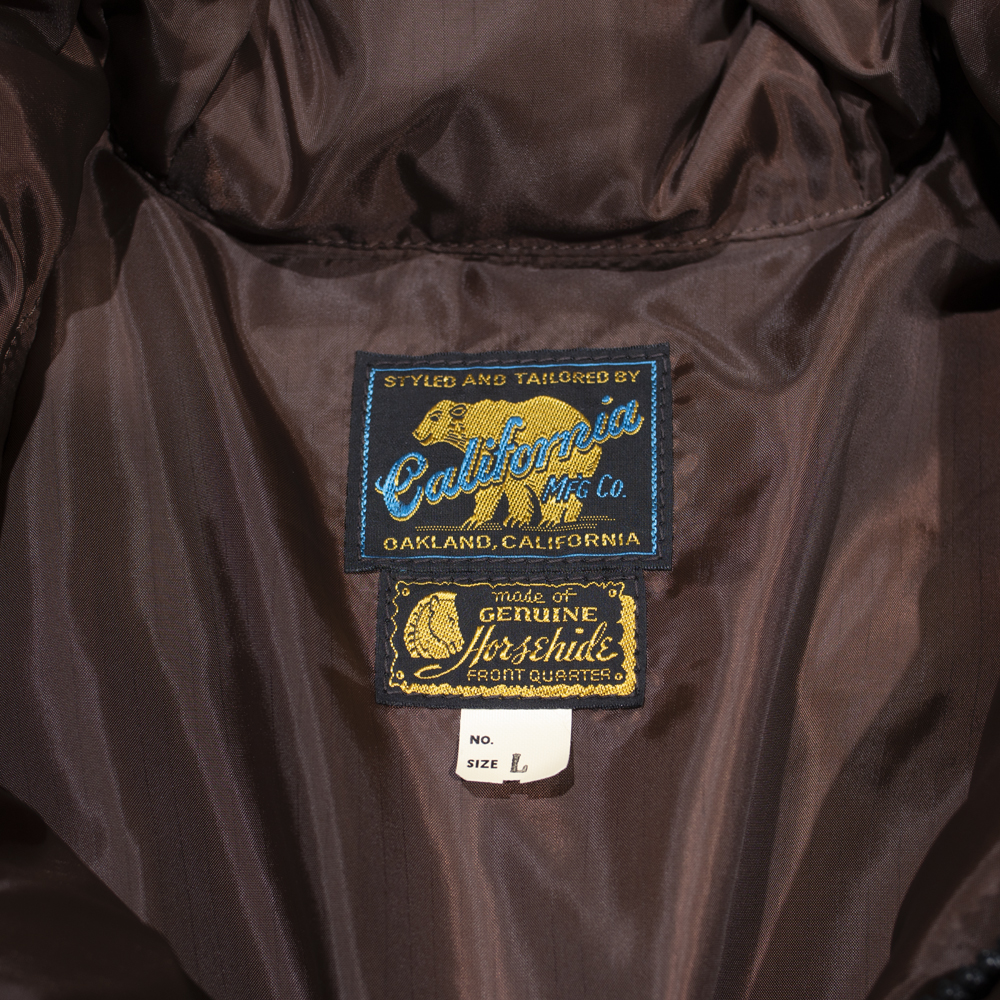 STYLED AND TAILORED BY
California
MFG Co.
OAKLAND, CALIFORNIA
made of
GENUINE
Horsehide
FRONT QUARTER
NO.
SIZE L